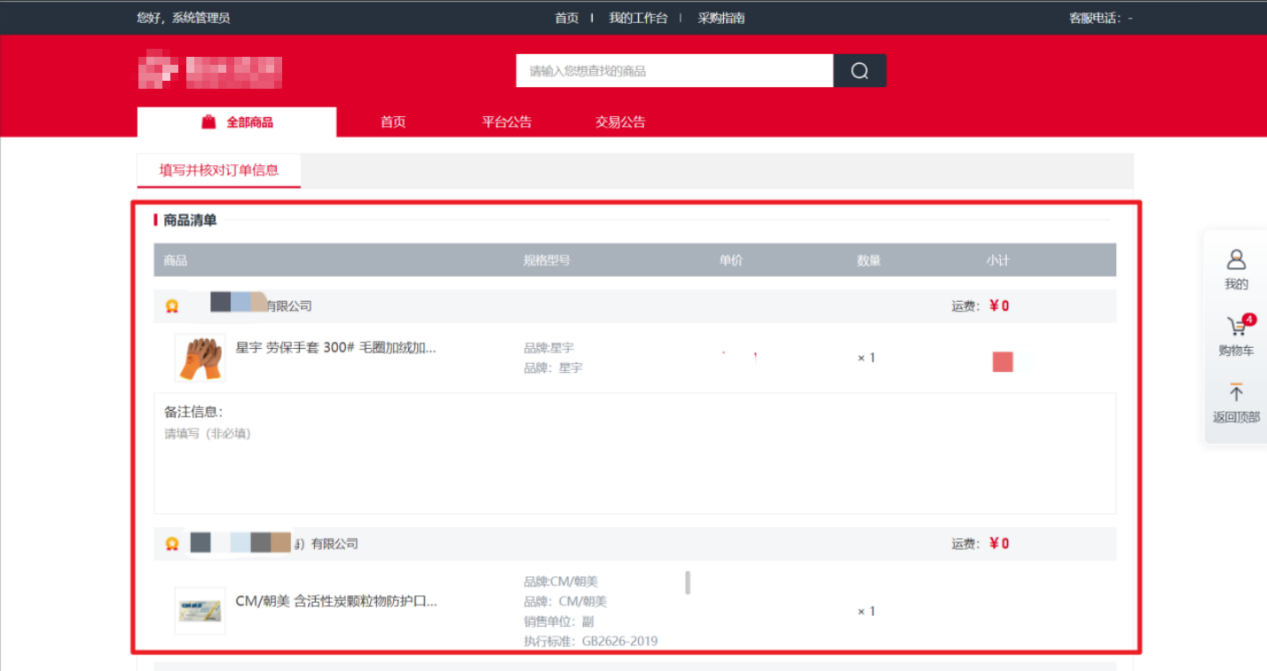 您好，系统管理员
首页 | 我的工作台 | 采购指南
客服电话：-
请输入您想查找的商品
全部商品 首页 平台公告 交易公告
填写并核对订单信息
商品清单
商品 规格型号 单价 数量 小计
有限公司 运费：¥0
星宇 劳保手套 300# 毛圈加绒加...
品牌:星宇
品牌：星宇
× 1
备注信息：
请填写（非必填）
）有限公司 运费：¥0
CM/朝美 含活性炭颗粒物防护口...
品牌:CM/朝美
品牌：CM/朝美
销售单位：副
执行标准：GB2626-2019
× 1
我的
4
购物车
返回顶部